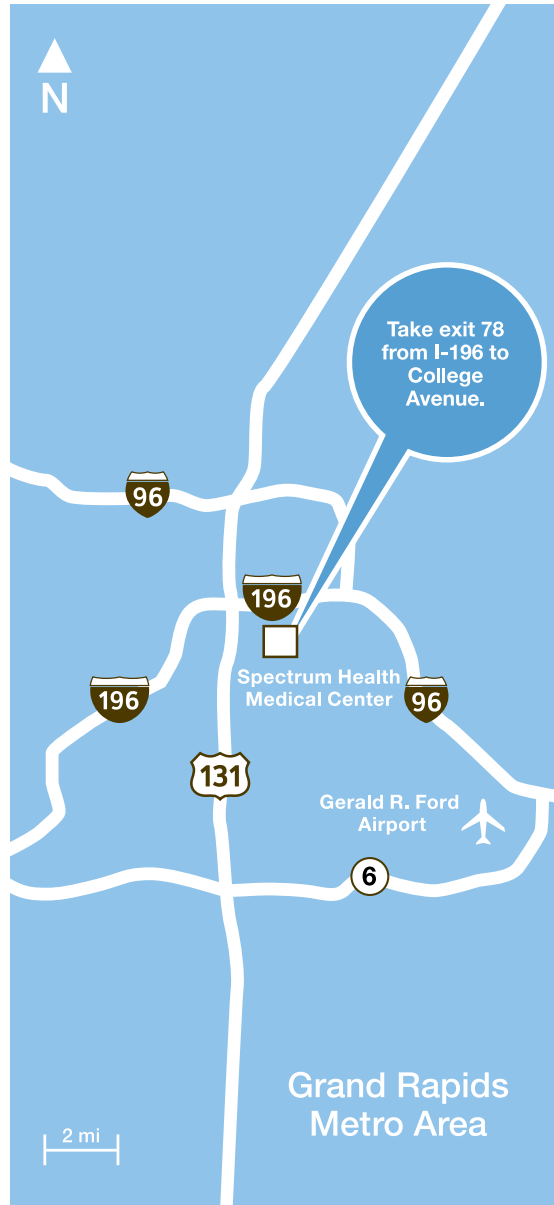 N
Take exit 78
from I-196 to
College
Avenue.
96
196
Spectrum Health
Medical Center
196
96
131
Gerald R. Ford
Airport
6
Grand Rapids
Metro Area
2 mi